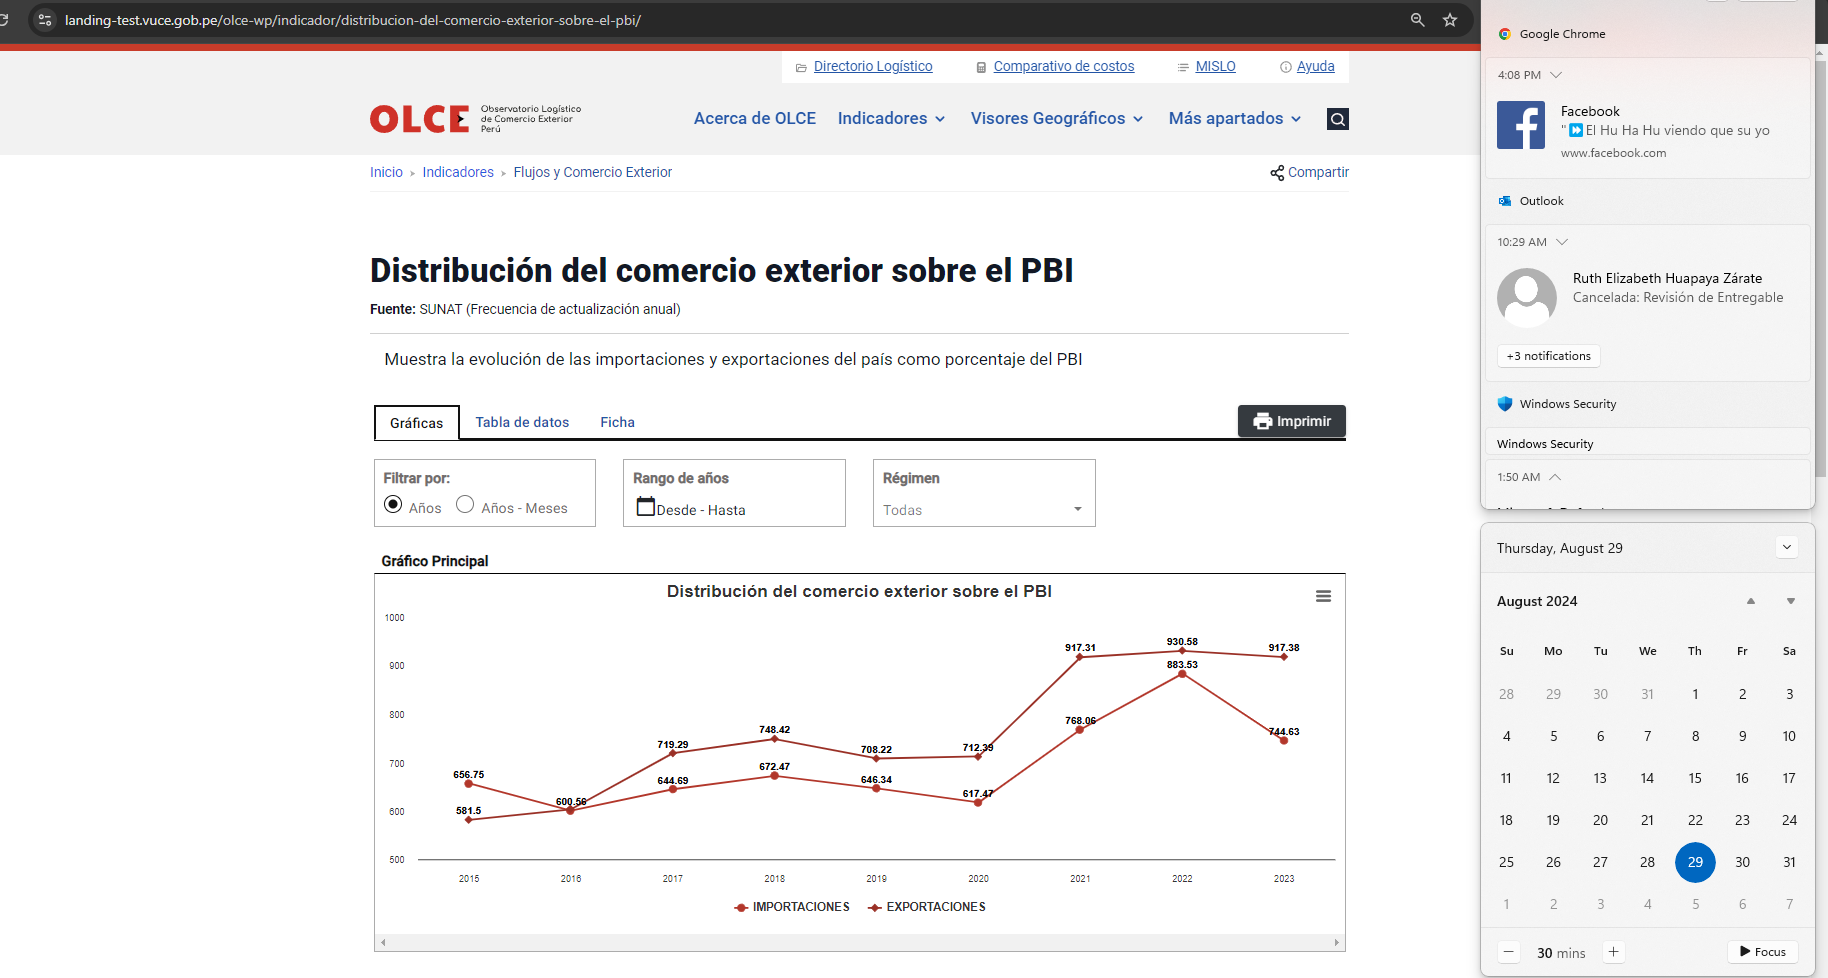 landing-test.vuce.gob.pe/olce-wp/indicador/distribucion-del-comercio-exterior-sobre-el-pbi/
Directorio Logístico
Comparativo de costos
MISLO
Ayuda
OLCE
Observatorio Logístico
de Comercio Exterior
Perú
Acerca de OLCE
Indicadores
Visores Geográficos
Más apartados
Inicio
Indicadores
Flujos y Comercio Exterior
Compartir
Distribución del comercio exterior sobre el PBI
Fuente: SUNAT (Frecuencia de actualización anual)
Muestra la evolución de las importaciones y exportaciones del país como porcentaje del PBI
Gráficas
Tabla de datos
Ficha
Imprimir
Filtrar por:
Años
Años - Meses
Rango de años
Desde - Hasta
Régimen
Todas
Gráfico Principal
Distribución del comercio exterior sobre el PBI
1000
900
800
700
600
500
656.75
581.5
600.56
719.29
644.69
748.42
672.47
708.22
646.34
712.39
617.47
917.31
768.06
930.58
883.53
917.38
744.63
2015 2016 2017 2018 2019 2020 2021 2022 2023
IMPORTACIONES
EXPORTACIONES
Google Chrome
4:08 PM
Facebook
"⏩El Hu Ha Hu viendo que su yo
www.facebook.com
Outlook
10:29 AM
Ruth Elizabeth Huapaya Zárate
Cancelada: Revisión de Entregable
+3 notifications
Windows Security
Windows Security
1:50 AM
Thursday, August 29
August 2024
Su Mo Tu We Th Fr Sa
28 29 30 31 1 2 3
4 5 6 7 8 9 10
11 12 13 14 15 16 17
18 19 20 21 22 23 24
25 26 27 28 29 30 31
1 2 3 4 5 6 7
30 mins
Focus